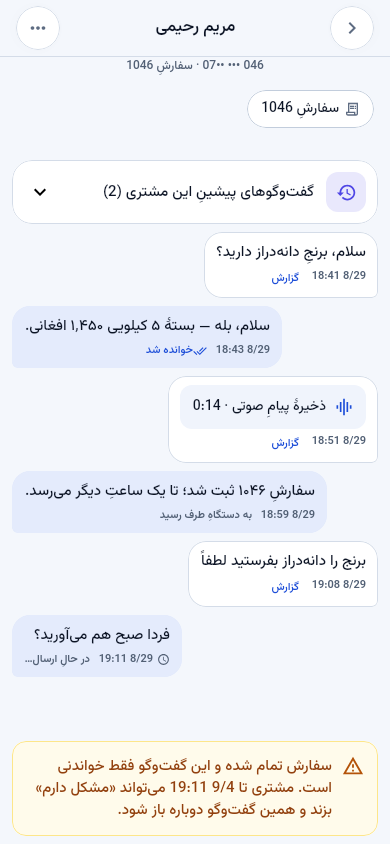 مریم رحیمی
046 ••• ••07 · سفارشِ 1046
سفارشِ 1046
گفت‌وگوهای پیشینِ این مشتری (2)
سلام، برنجِ دانه‌دراز دارید؟
8/29 18:41 گزارش
سلام، بله — بستهٔ ۵ کیلویی ۱,۴۵۰ افغانی.
8/29 18:43 خوانده شد
ذخیرهٔ پیامِ صوتی · 0:14
8/29 18:51 گزارش
سفارشِ ۱۰۴۶ ثبت شد؛ تا یک ساعتِ دیگر می‌رسد.
8/29 18:59 به دستگاهِ طرف رسید
برنج را دانه‌دراز بفرستید لطفاً
8/29 19:08 گزارش
فردا صبح هم می‌آورید؟
8/29 19:11 در حالِ ارسال…
سفارش تمام شده و این گفت‌وگو فقط خواندنی
است. مشتری تا 9/4 19:11 می‌تواند «مشکل دارم»
بزند و همین گفت‌وگو دوباره باز شود.